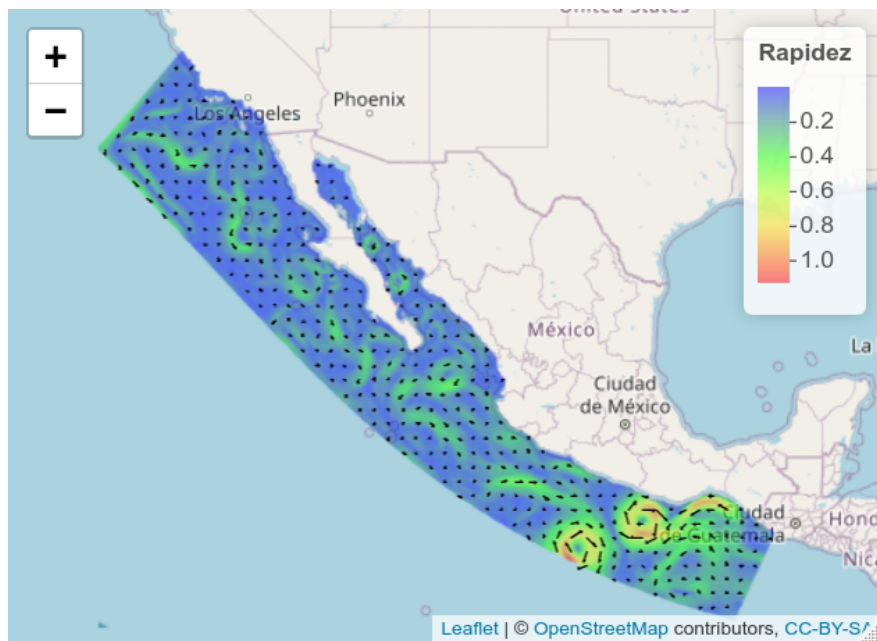 United States
+
−
Rapidez
0.2
0.4
0.6
0.8
1.0
Los Angeles
Phoenix
México
La
Ciudad
de México
Ciudad
de Guatemala
Hond
Nica
Leaflet | © OpenStreetMap contributors, CC-BY-SA